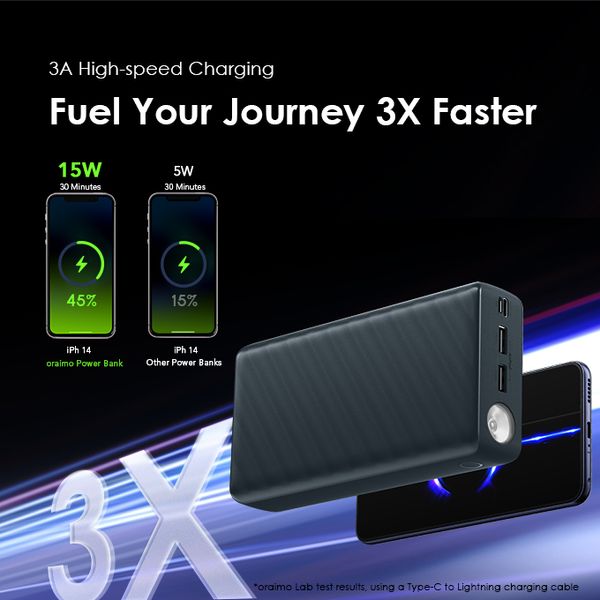 3A High-speed Charging
Fuel Your Journey 3X Faster
15W
30 Minutes
5W
30 Minutes
45%
15%
iPh 14
oraimo Power Bank
iPh 14
Other Power Banks
3X
*oraimo Lab test results, using a Type-C to Lightning charging cable